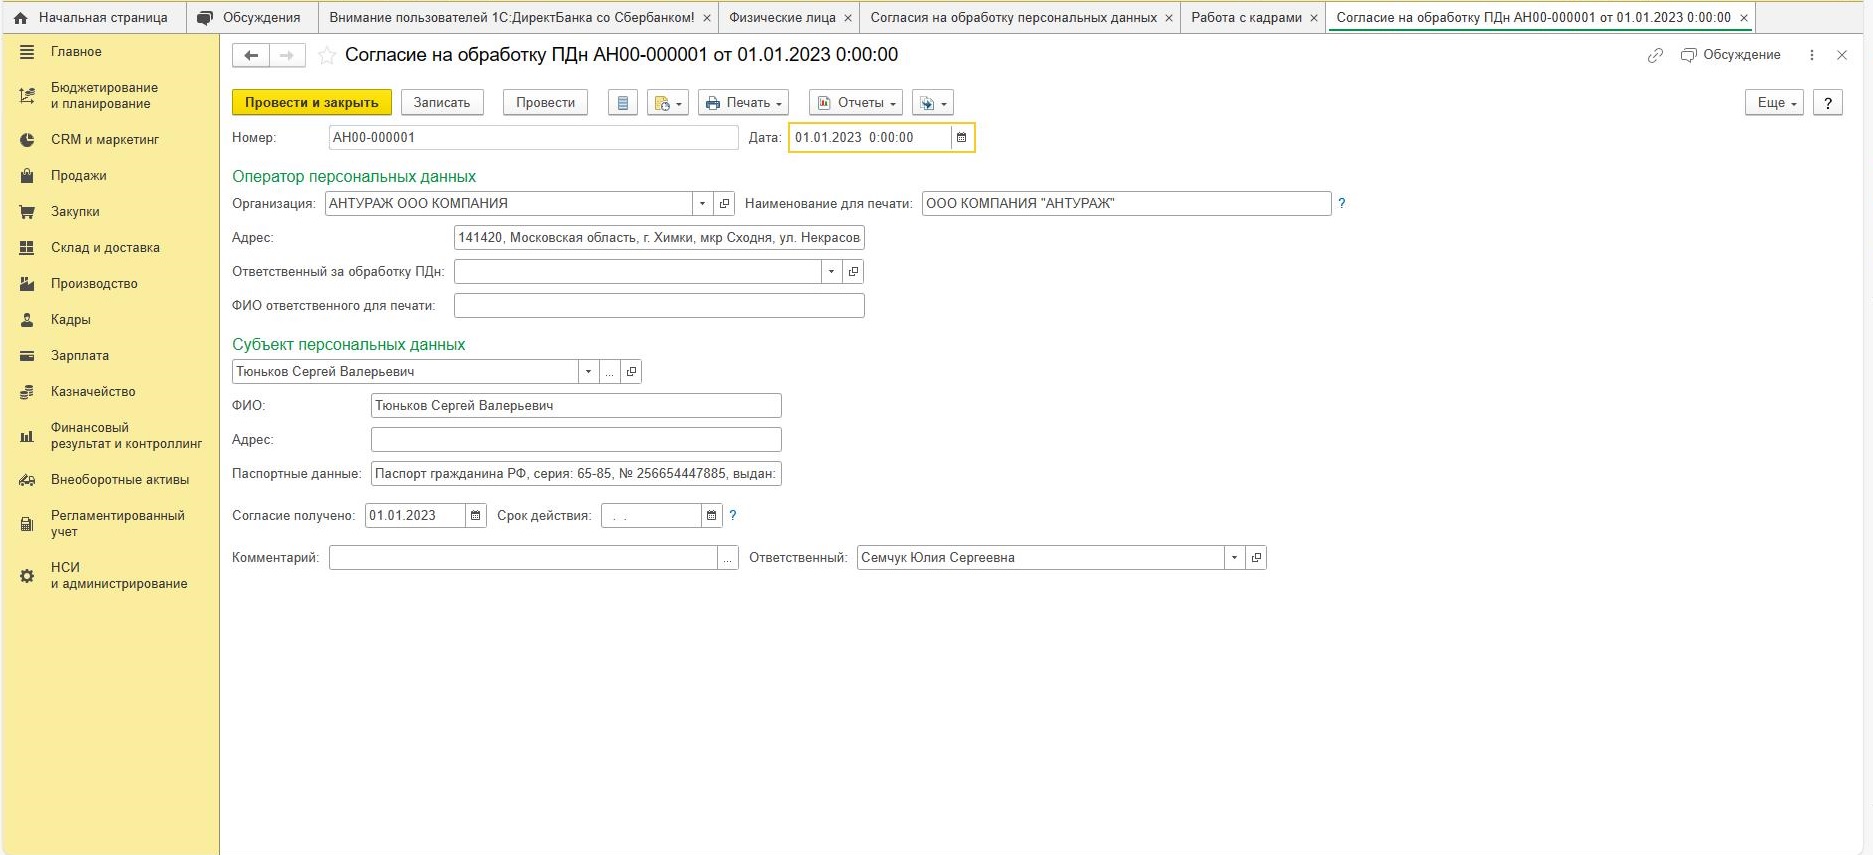 Начальная страница
Обсуждения
Внимание пользователей 1С:ДиректБанка со Сбербанком! ×
Физические лица ×
Согласия на обработку персональных данных ×
Работа с кадрами ×
Согласие на обработку ПДн АН00-000001 от 01.01.2023 0:00:00 ×
Главное
Бюджетирование
и планирование
CRM и маркетинг
Продажи
Закупки
Склад и доставка
Производство
Кадры
Зарплата
Казначейство
Финансовый
результат и контроллинг
Внеоборотные активы
Регламентированный
учет
НСИ
и администрирование
Согласие на обработку ПДн АН00-000001 от 01.01.2023 0:00:00
Обсуждение
Провести и закрыть
Записать
Провести
Печать
Отчеты
Еще
?
Номер: АН00-000001 Дата: 01.01.2023 0:00:00
Оператор персональных данных
Организация: АНТУРАЖ ООО КОМПАНИЯ Наименование для печати: ООО КОМПАНИЯ "АНТУРАЖ" ?
Адрес: 141420, Московская область, г. Химки, мкр Сходня, ул. Некрасов
Ответственный за обработку ПДн:
ФИО ответственного для печати:
Субъект персональных данных
Тюньков Сергей Валерьевич ...
ФИО: Тюньков Сергей Валерьевич
Адрес:
Паспортные данные: Паспорт гражданина РФ, серия: 65-85, № 256654447885, выдан:
Согласие получено: 01.01.2023 Срок действия: . . ?
Комментарий: ... Ответственный: Семчук Юлия Сергеевна